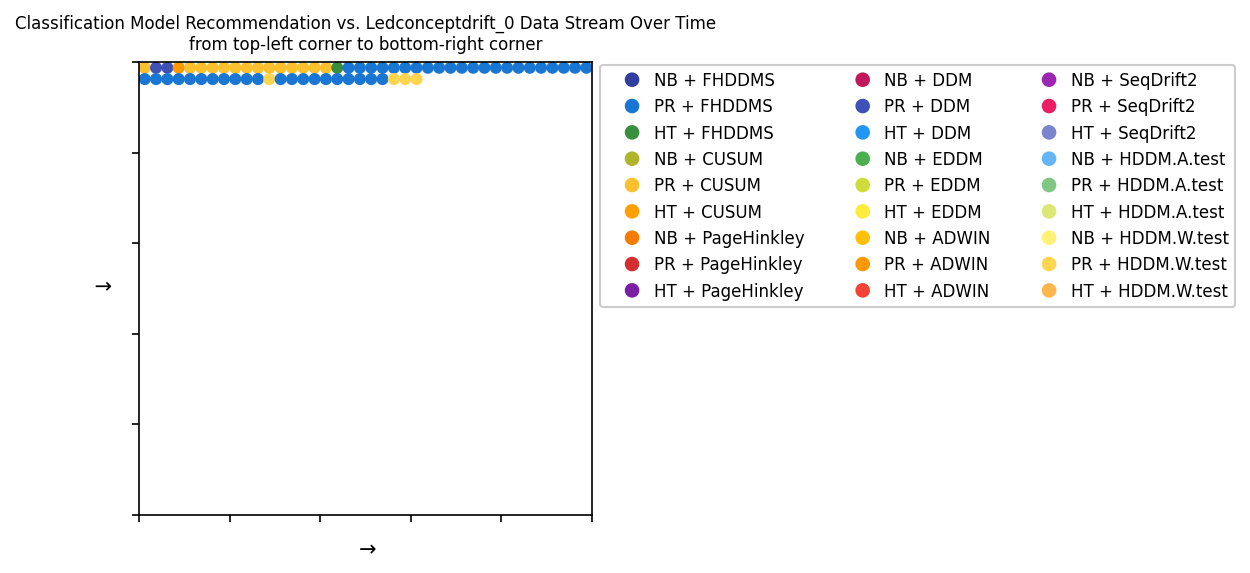 Classification Model Recommendation vs. Ledconceptdrift_0 Data Stream Over Time
from top-left corner to bottom-right corner
NB + FHDDMS
PR + FHDDMS
HT + FHDDMS
NB + CUSUM
PR + CUSUM
HT + CUSUM
NB + PageHinkley
PR + PageHinkley
HT + PageHinkley
NB + DDM
PR + DDM
HT + DDM
NB + EDDM
PR + EDDM
HT + EDDM
NB + ADWIN
PR + ADWIN
HT + ADWIN
NB + SeqDrift2
PR + SeqDrift2
HT + SeqDrift2
NB + HDDM.A.test
PR + HDDM.A.test
HT + HDDM.A.test
NB + HDDM.W.test
PR + HDDM.W.test
HT + HDDM.W.test
→
→